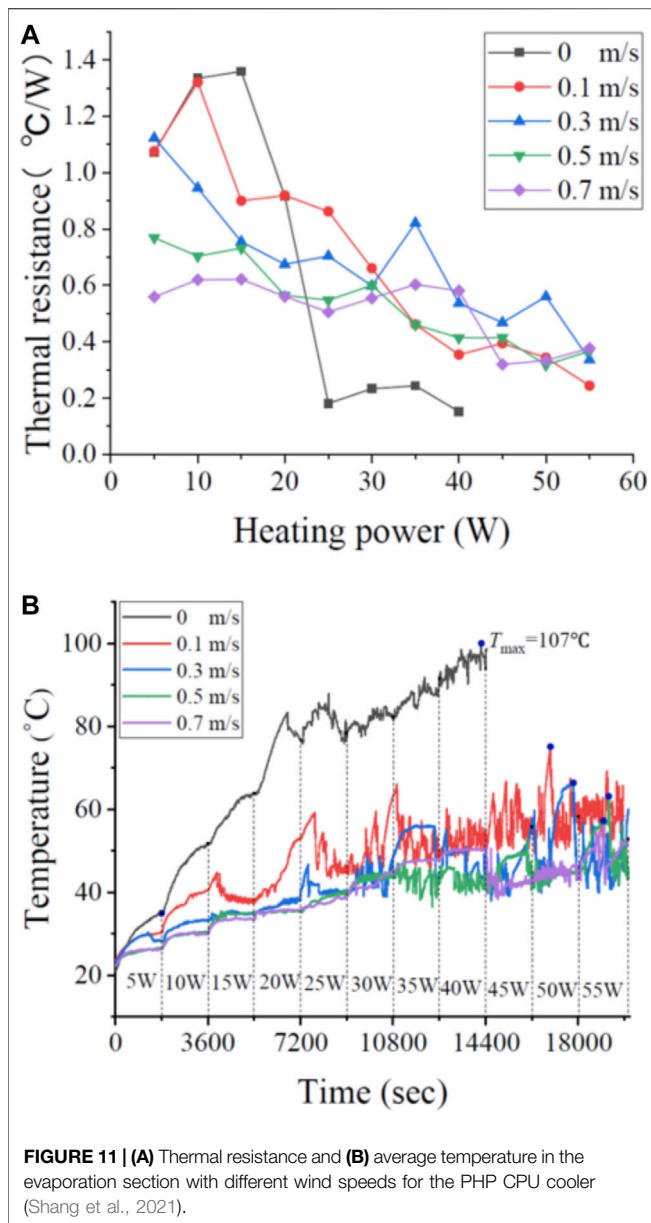 A
0 m/s
0.1 m/s
0.3 m/s
0.5 m/s
0.7 m/s
Thermal resistance( °C/W)
1.4
1.2
1.0
0.8
0.6
0.4
0.2
0.0
0 10 20 30 40 50 60
Heating power (W)
B
0 m/s
0.1 m/s
0.3 m/s
0.5 m/s
0.7 m/s
Tmax=107℃
Temperature (°C)
100
80
60
40
20
5W 10W 15W 20W 25W 30W 35W 40W 45W 50W 55W
0 3600 7200 10800 14400 18000
Time (sec)
FIGURE 11 | (A) Thermal resistance and (B) average temperature in the
evaporation section with different wind speeds for the PHP CPU cooler
(Shang et al., 2021).